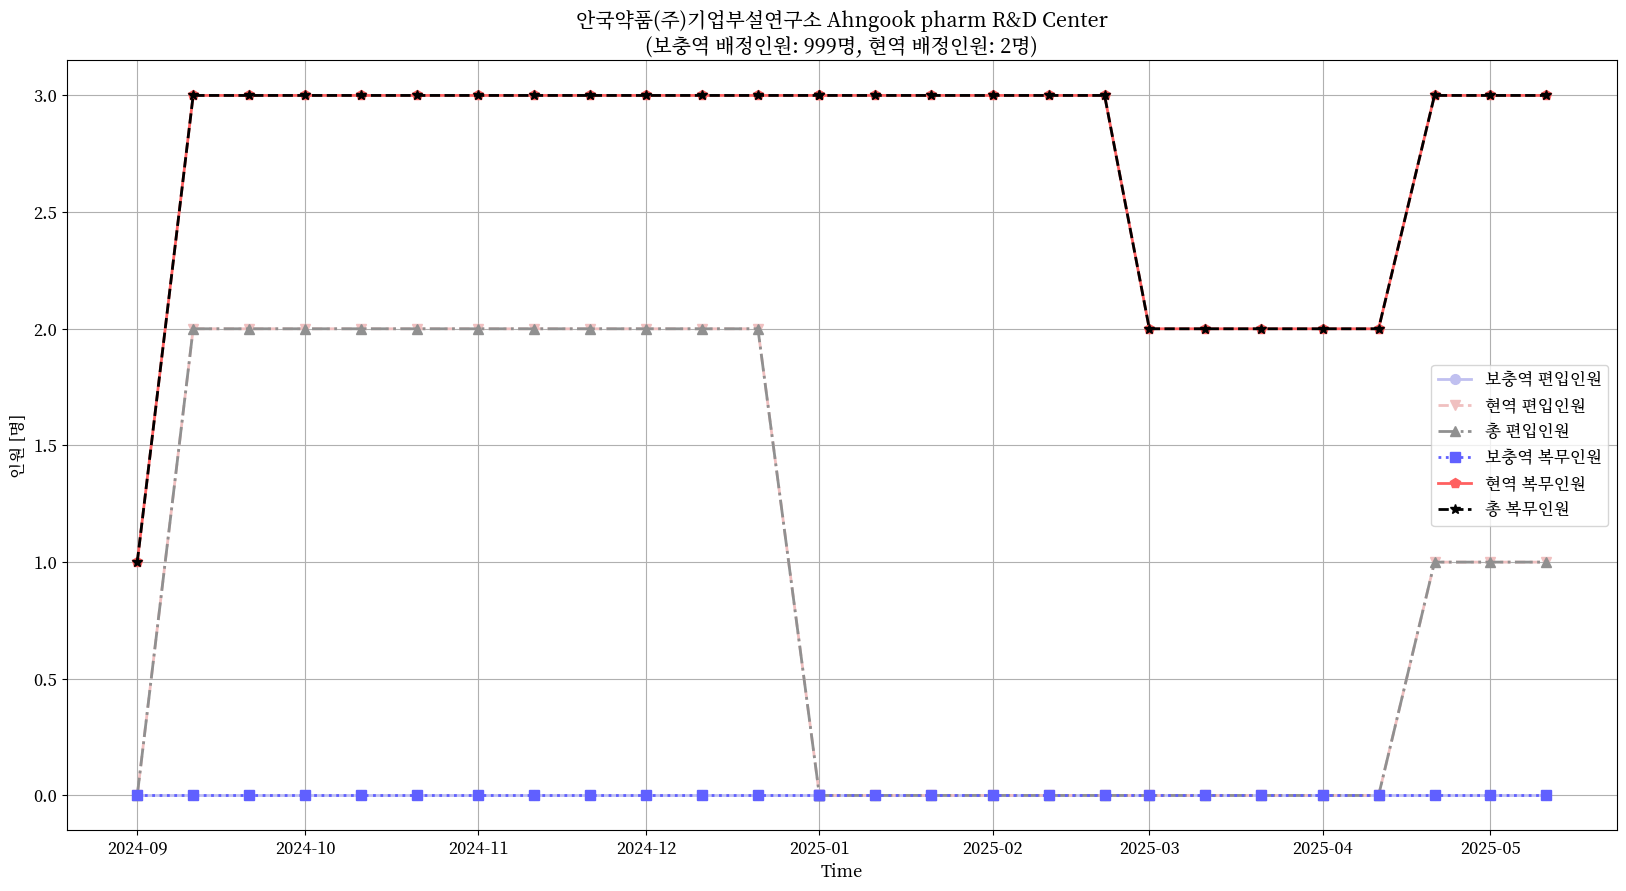 안국약품(주)기업부설연구소 Ahngook pharm R&D Center
(보충역 배정인원: 999명, 현역 배정인원: 2명)
인원 [명]
3.0
2.5
2.0
1.5
1.0
0.5
0.0
보충역 편입인원
현역 편입인원
총 편입인원
보충역 복무인원
현역 복무인원
총 복무인원
2024-09
2024-10
2024-11
2024-12
2025-01
2025-02
2025-03
2025-04
2025-05
Time